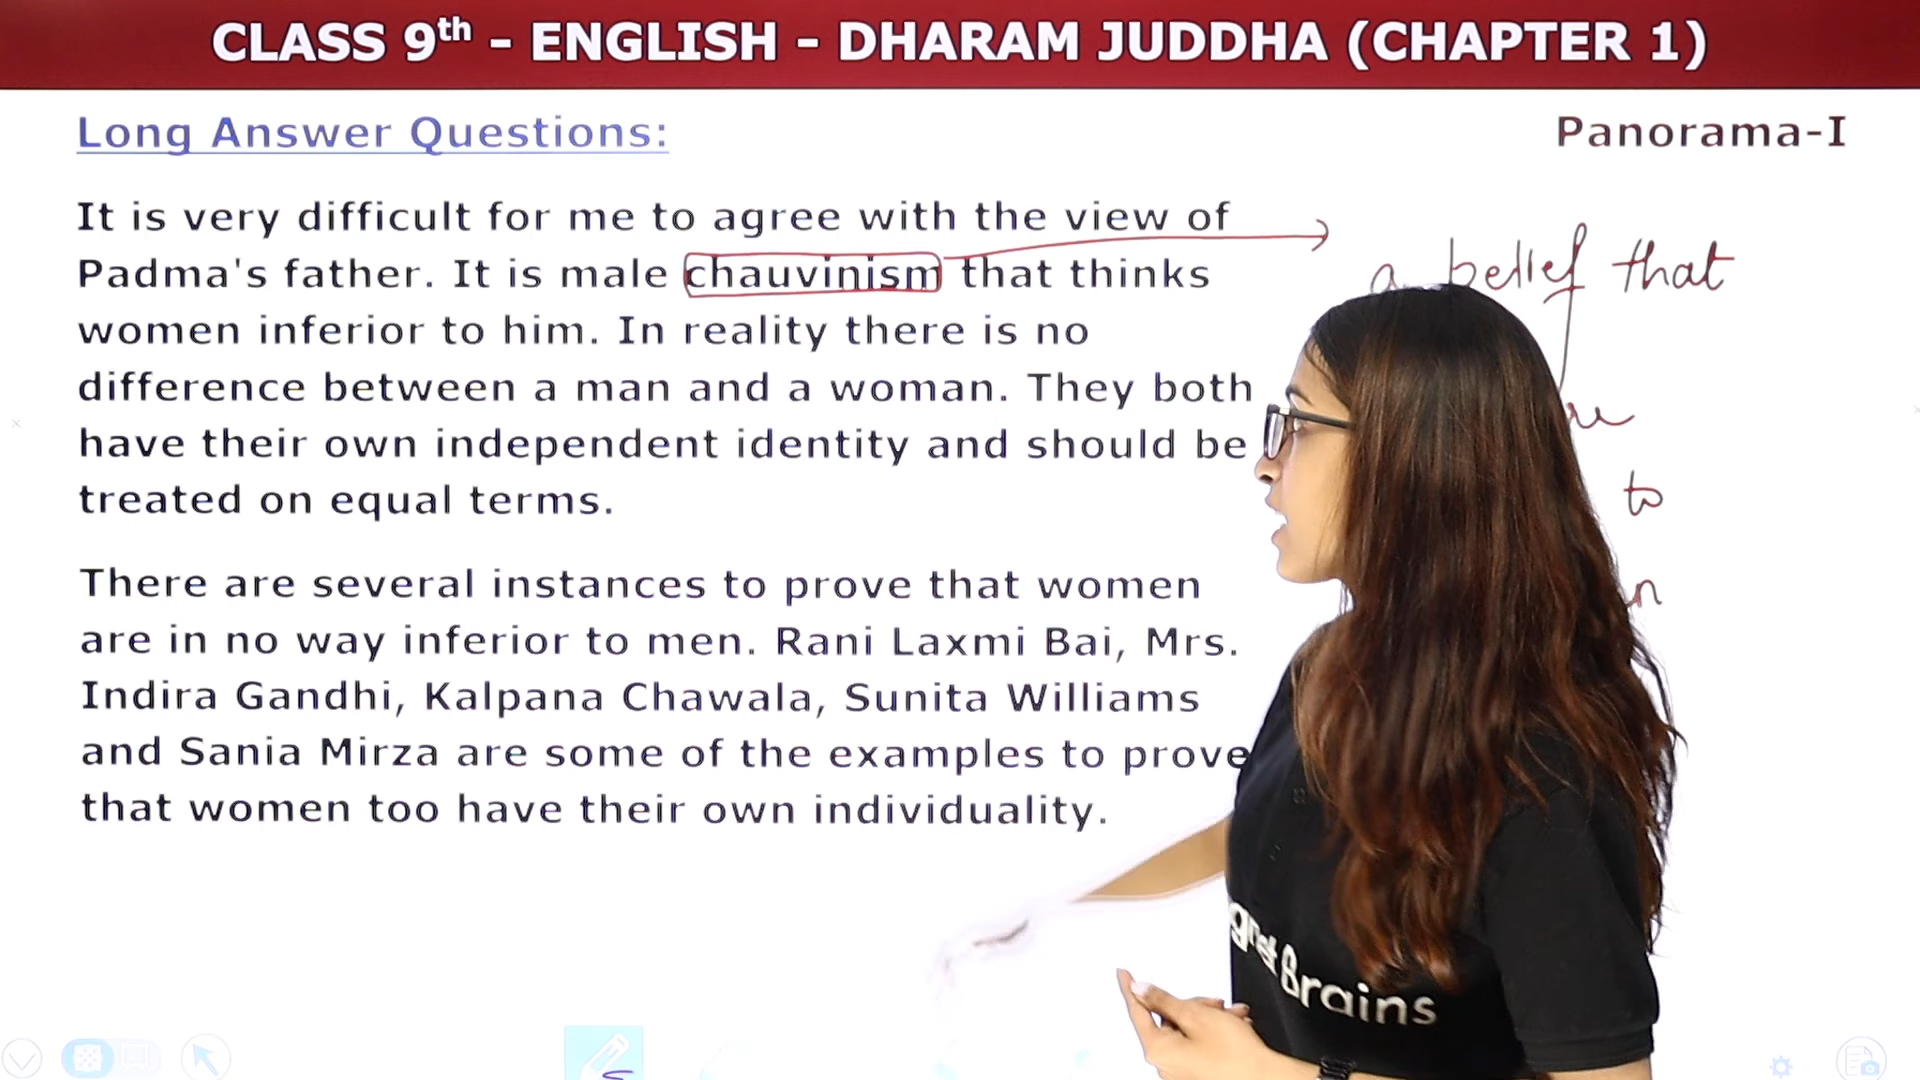 CLASS 9th - ENGLISH - DHARAM JUDDHA (CHAPTER 1)
Long Answer Questions:
Panorama-I
It is very difficult for me to agree with the view of
Padma's father. It is male chauvinism that thinks
women inferior to him. In reality there is no
difference between a man and a woman. They both
have their own independent identity and should be
treated on equal terms.
a belief that
to
There are several instances to prove that women
are in no way inferior to men. Rani Laxmi Bai, Mrs.
Indira Gandhi, Kalpana Chawala, Sunita Williams
and Sania Mirza are some of the examples to prove
that women too have their own individuality.
Brains